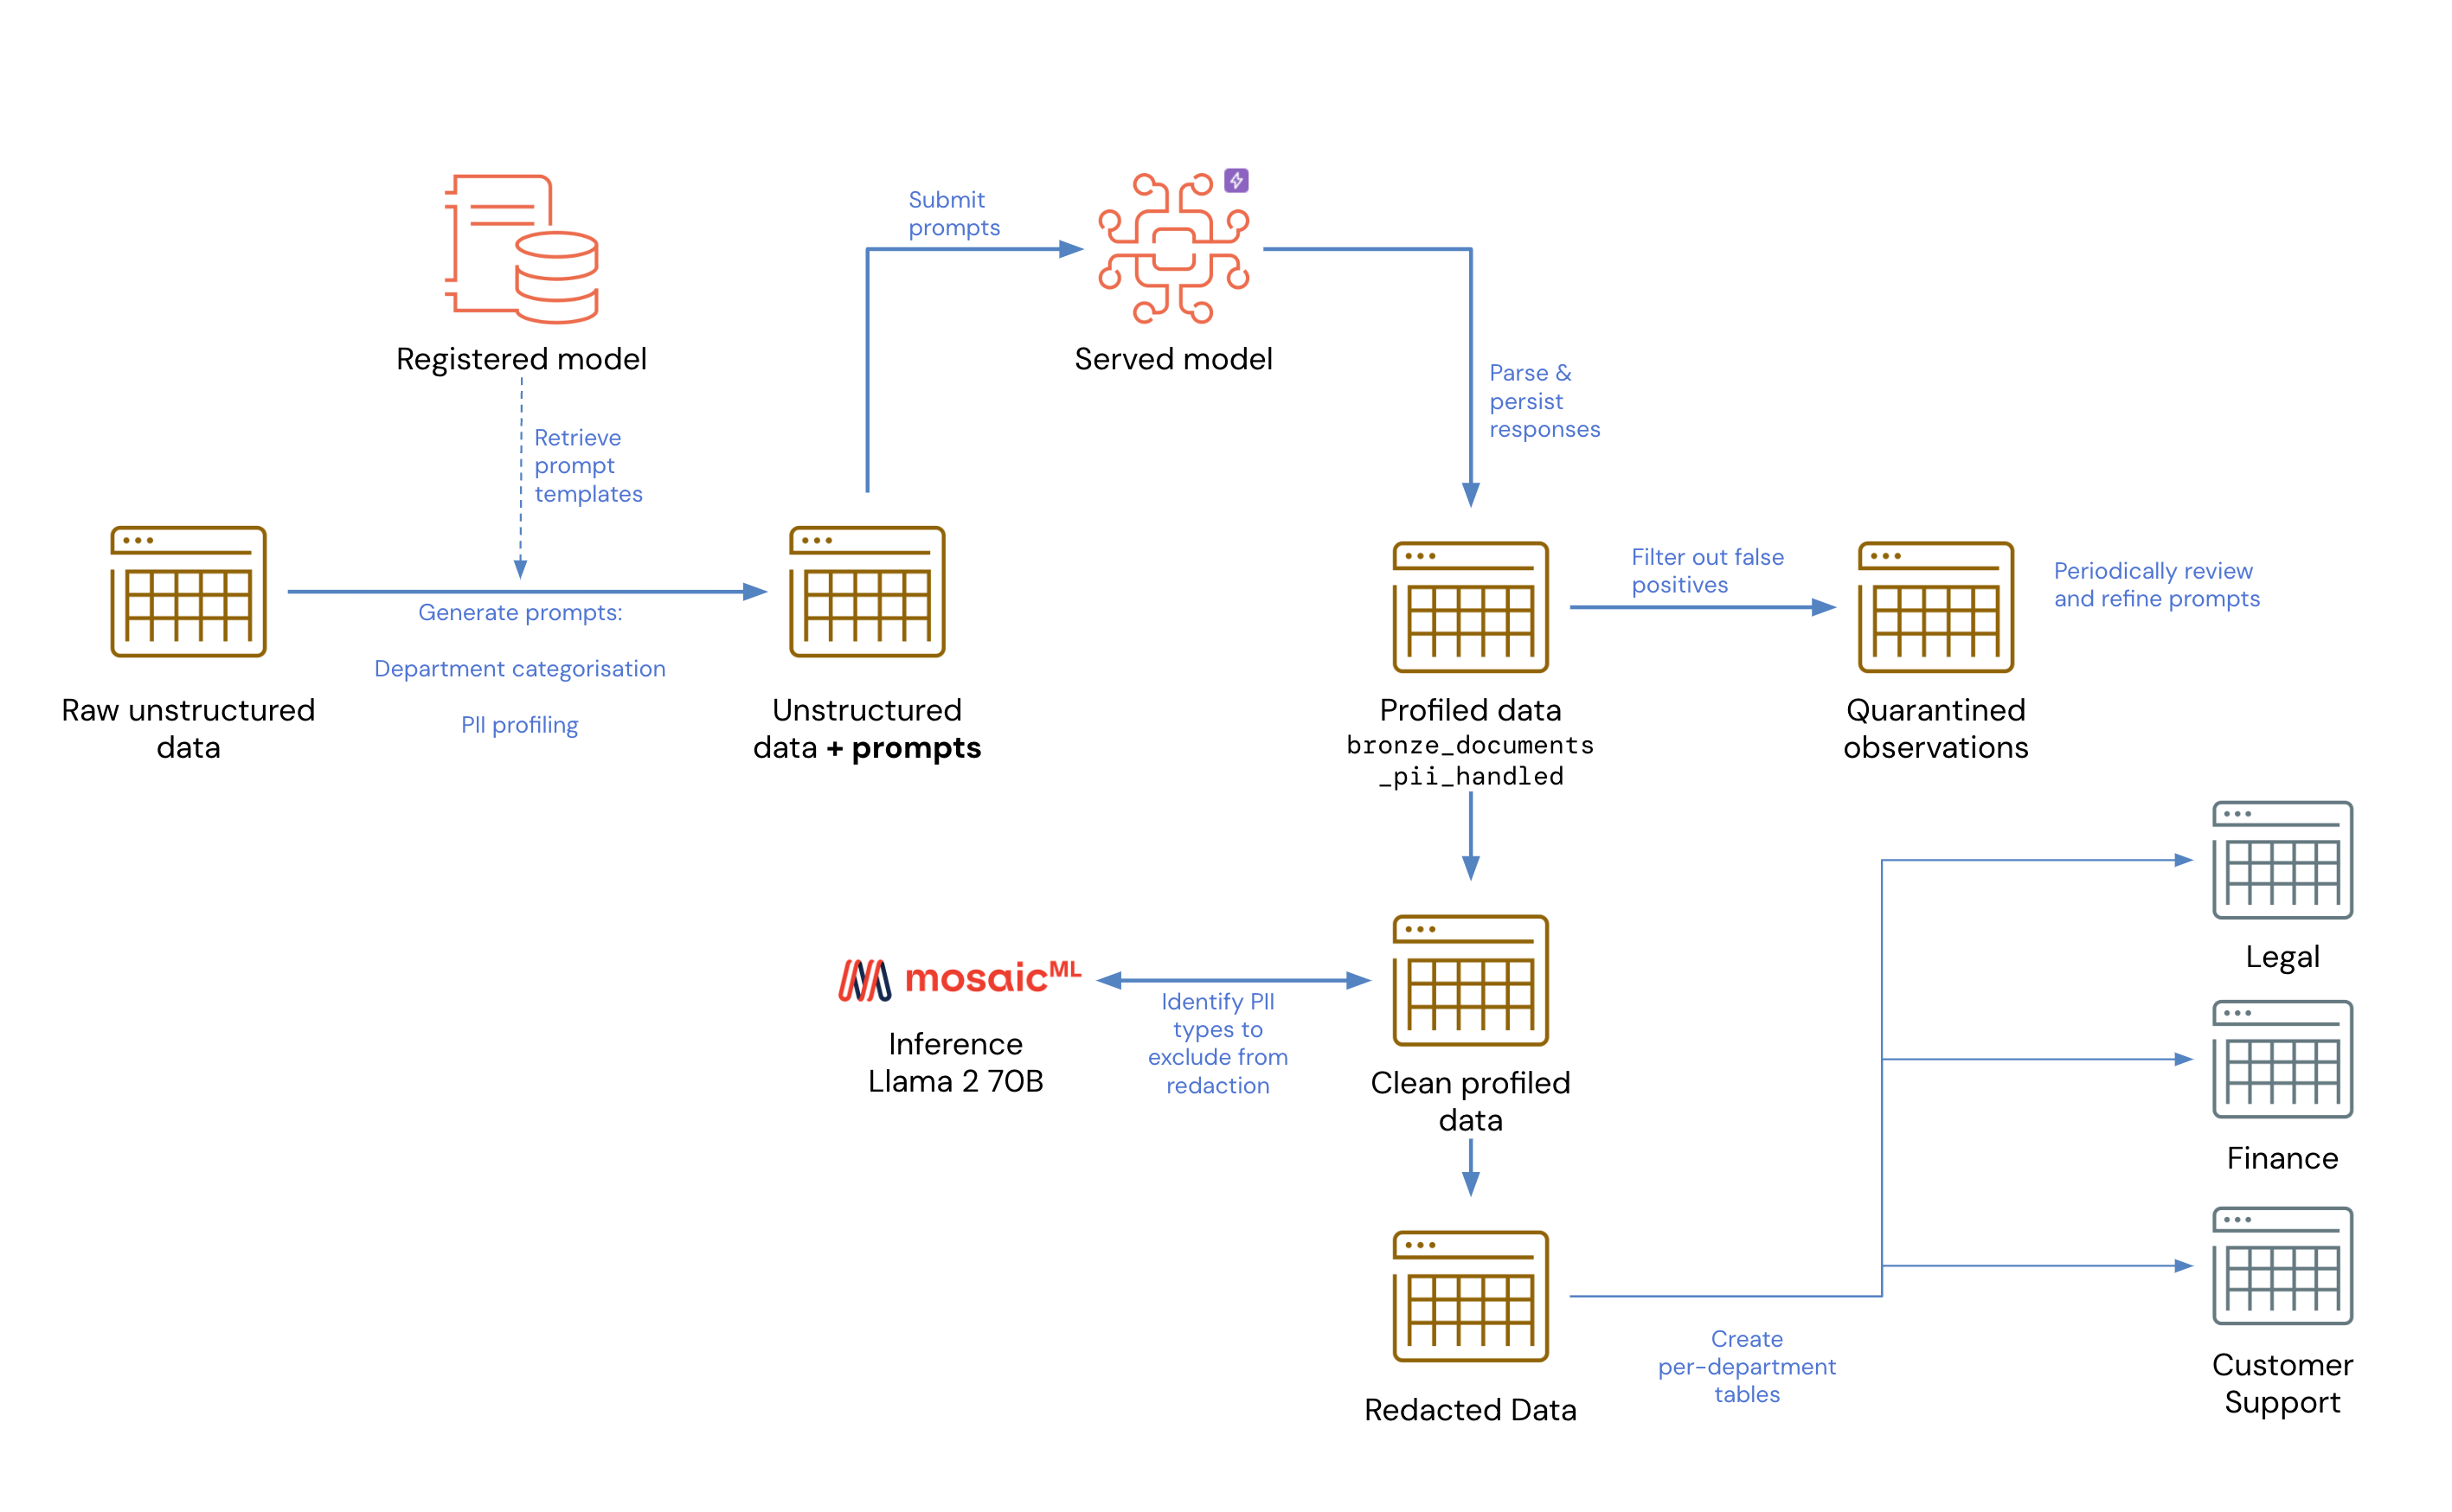 Submit
prompts
Registered model
Served model
Retrieve
prompt
templates
Parse &
persist
responses
Generate prompts:
Department categorisation
PII profiling
Raw unstructured
data
Unstructured
data + prompts
Filter out false
positives
Periodically review
and refine prompts
Profiled data
bronze_documents
_pii_handled
Quarantined
observations
mosaicML
Inference
Llama 2 70B
Identify PII
types to
exclude from
redaction
Clean profiled
data
Redacted Data
Create
per-department
tables
Legal
Finance
Customer
Support